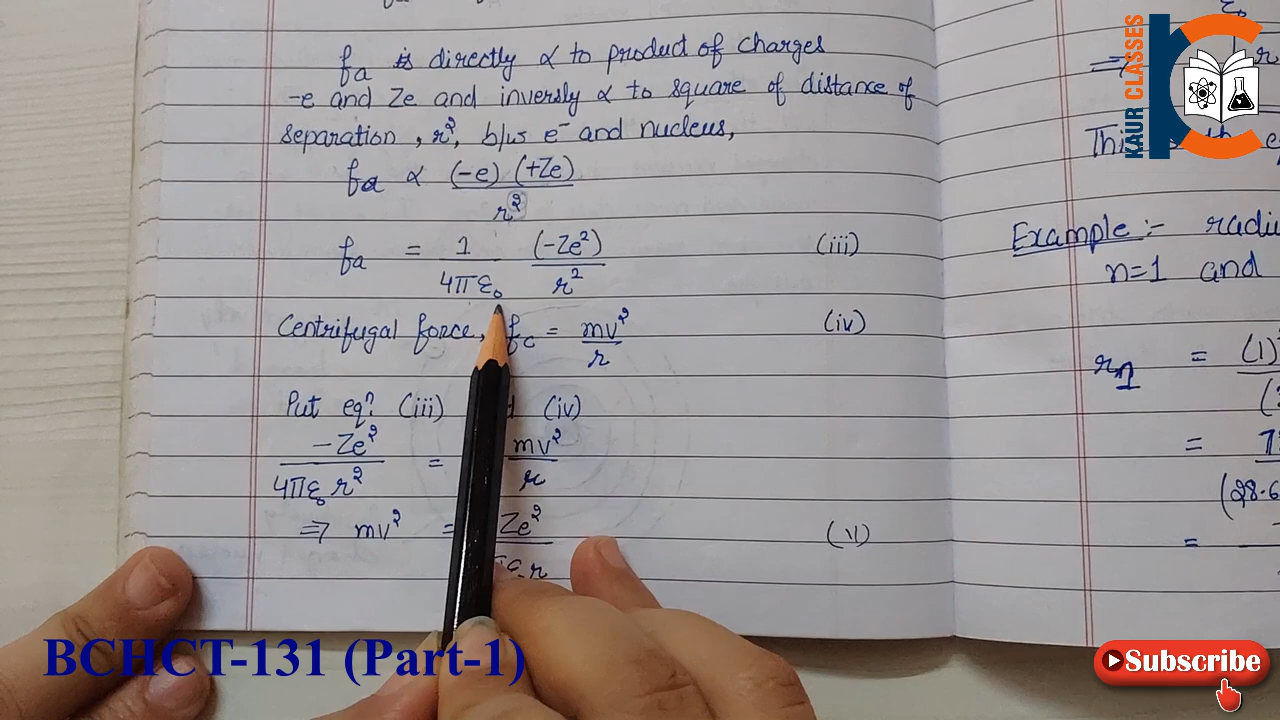 fa is directly ∝ to product of charges
-e and Ze and inversly ∝ to square of distance of
separation, r², b/w e⁻ and nucleus,
fa ∝ (-e) (+Ze) / r²
fa = 1 / 4πε₀ (-Ze²) / r² (iii)
Centrifugal force, fc = mv² / r (iv)
Put eqn (iii) (iv)
-Ze² / 4πε₀ r² = mv² / r
⇒ mv² = Ze² / πε₀r (v)
⇒ r
Example :- radiu
n=1 and
r₁ = (1)
=
(28.6
=
KAUR CLASSES
BCHCT-131 (Part-1)
Subscribe